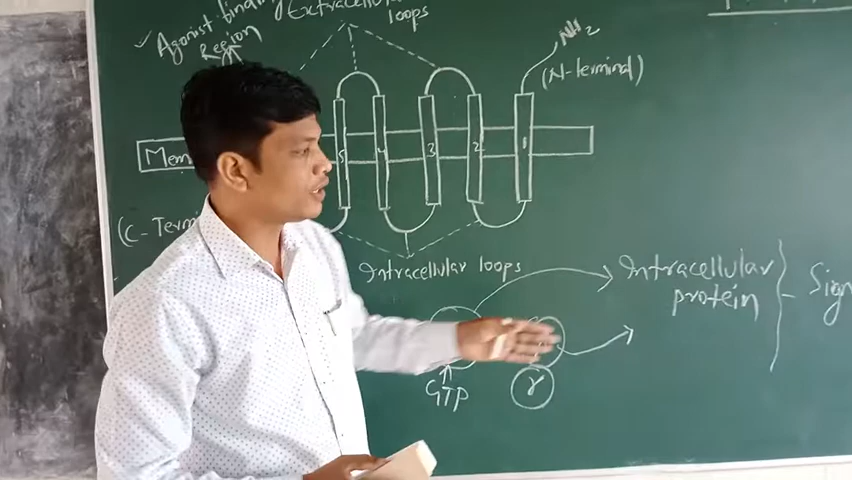 ✓ Agonist binding
Region
Extracellular
loops
NH₂
(N-terminal)
Mem
5 4 3 2 1
(C-Termin
Intracellular loops
Intracellular
protein
Sign
GTP
γ